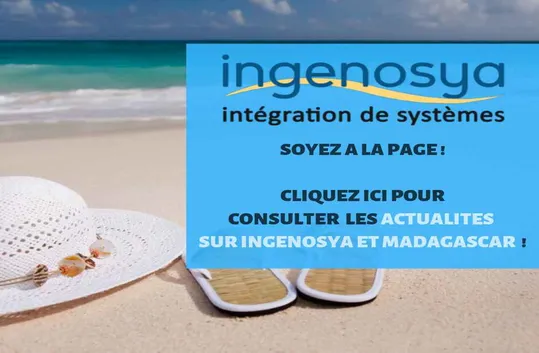 ingenosya
intégration de systèmes
SOYEZ A LA PAGE !
CLIQUEZ ICI POUR
CONSULTER LES ACTUALITES
SUR INGENOSYA ET MADAGASCAR !